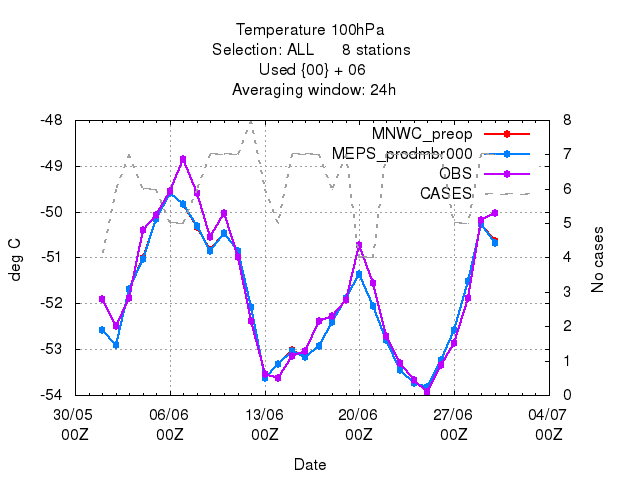 Temperature 100hPa
Selection: ALL 8 stations
Used {00} + 06
Averaging window: 24h
-48 8
MNWC_preop
-49 7
MEPS_prodmbr000
OBS
-50 6
CASES
-51 5
-52 4
-53 3
-54 2
1
0
deg C
No cases
30/05 06/06 13/06 20/06 27/06 04/07
00Z 00Z 00Z 00Z 00Z 00Z
Date